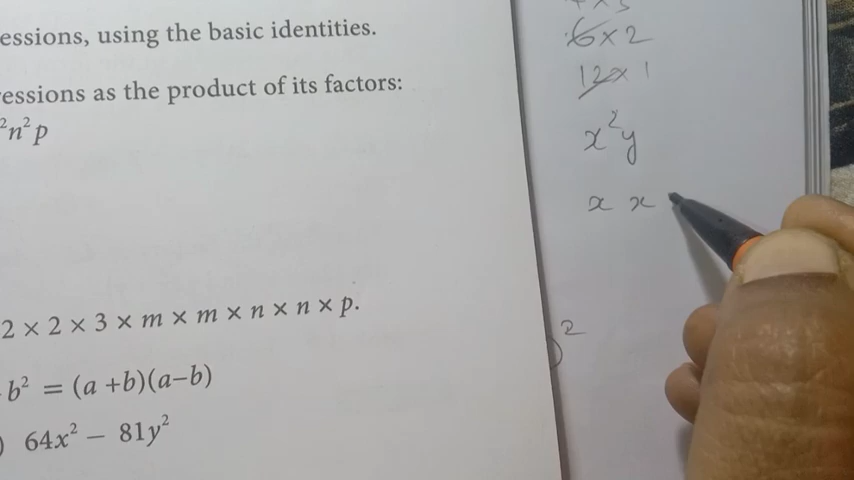 essions, using the basic identities.
essions as the product of its factors:
²n²p
2 × 2 × 3 × m × m × n × n × p.
b² = (a +b)(a–b)
) 64x² – 81y²
6 × 2
12 × 1
x²y
x x
2